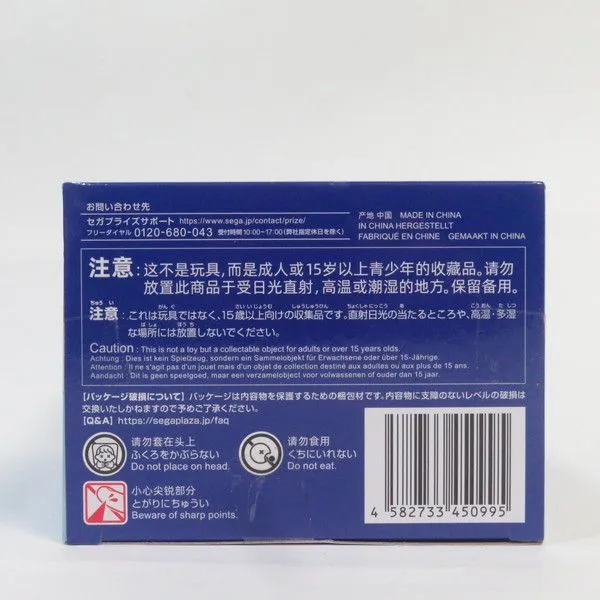 お問い合わせ先
セガプライズサポート https://www.sega.jp/contact/prize/
フリーダイヤル 0120-680-043 受付時間 10:00~17:00(弊社指定休日を除く)
产地 中国 MADE IN CHINA
IN CHINA HERGESTELLT
FABRIQUÉ EN CHINE GEMAAKT IN CHINA
注意:这不是玩具,而是成人或15岁以上青少年的收藏品。请勿
放置此商品于受日光直射,高温或潮湿的地方。保留备用。
注意:これは玩具ではなく、15歳以上向けの収集品です。直射日光の当たるところや、高温・多湿
な場所には放置しないでください。
Caution : This is not a toy but a collectable object for adults or over 15 years olds.
Achtung : Dies ist kein Spielzeug, sondern ein Sammelobjekt für Erwachsene oder über 15-Jährige.
Attention : Il ne s'agit pas d'un jouet mais d'un objet de collection destiné aux adultes ou aux plus de 15 ans.
Aandacht : Dit is geen speelgoed, maar een verzamelobject voor volwassenen of ouder dan 15 jaar.
【パッケージ破損について】パッケージは内容物を保護するための梱包材です。内容物に支障のないレベルの破損は
交換いたしかねますので予めご了承ください。
【Q&A】https://segaplaza.jp/faq
请勿套在头上
ふくろをかぶらない
Do not place on head.
请勿食用
くちにいれない
Do not eat.
小心尖锐部分
とがりにちゅうい
Beware of sharp points.
4 582733 450995